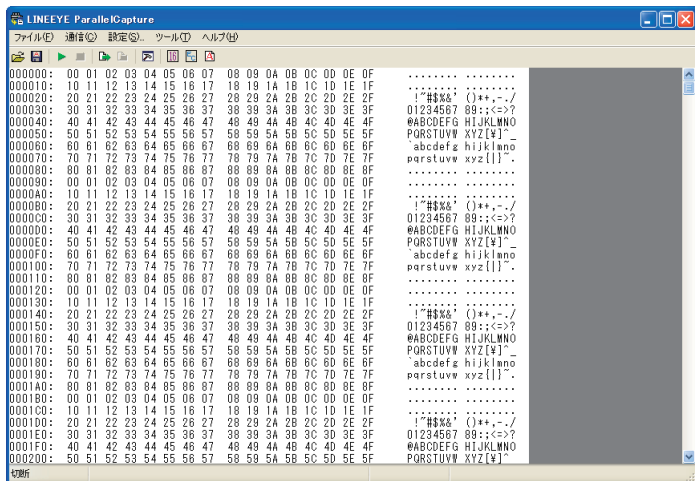 LINEEYE ParallelCapture
ファイル(F) 通信(C) 設定(S)... ツール(T) ヘルプ(H)
000000: 00 01 02 03 04 05 06 07 08 09 0A 0B 0C 0D 0E 0F ........ ........
000010: 10 11 12 13 14 15 16 17 18 19 1A 1B 1C 1D 1E 1F ........ ........
000020: 20 21 22 23 24 25 26 27 28 29 2A 2B 2C 2D 2E 2F !"#$%&' ()*+,-./
000030: 30 31 32 33 34 35 36 37 38 39 3A 3B 3C 3D 3E 3F 01234567 89:;<=>?
000040: 40 41 42 43 44 45 46 47 48 49 4A 4B 4C 4D 4E 4F @ABCDEFG HIJKLMNO
000050: 50 51 52 53 54 55 56 57 58 59 5A 5B 5C 5D 5E 5F PQRSTUVW XYZ[¥]^_
000060: 60 61 62 63 64 65 66 67 68 69 6A 6B 6C 6D 6E 6F `abcdefg hijklmno
000070: 70 71 72 73 74 75 76 77 78 79 7A 7B 7C 7D 7E 7F pqrstuvw xyz{|}~.
000080: 80 81 82 83 84 85 86 87 88 89 8A 8B 8C 8D 8E 8F ........ ........
000090: 00 01 02 03 04 05 06 07 08 09 0A 0B 0C 0D 0E 0F ........ ........
0000A0: 10 11 12 13 14 15 16 17 18 19 1A 1B 1C 1D 1E 1F ........ ........
0000B0: 20 21 22 23 24 25 26 27 28 29 2A 2B 2C 2D 2E 2F !"#$%&' ()*+,-./
0000C0: 30 31 32 33 34 35 36 37 38 39 3A 3B 3C 3D 3E 3F 01234567 89:;<=>?
0000D0: 40 41 42 43 44 45 46 47 48 49 4A 4B 4C 4D 4E 4F @ABCDEFG HIJKLMNO
0000E0: 50 51 52 53 54 55 56 57 58 59 5A 5B 5C 5D 5E 5F PQRSTUVW XYZ[¥]^_
0000F0: 60 61 62 63 64 65 66 67 68 69 6A 6B 6C 6D 6E 6F `abcdefg hijklmno
000100: 70 71 72 73 74 75 76 77 78 79 7A 7B 7C 7D 7E 7F pqrstuvw xyz{|}~.
000110: 80 81 82 83 84 85 86 87 88 89 8A 8B 8C 8D 8E 8F ........ ........
000120: 00 01 02 03 04 05 06 07 08 09 0A 0B 0C 0D 0E 0F ........ ........
000130: 10 11 12 13 14 15 16 17 18 19 1A 1B 1C 1D 1E 1F ........ ........
000140: 20 21 22 23 24 25 26 27 28 29 2A 2B 2C 2D 2E 2F !"#$%&' ()*+,-./
000150: 30 31 32 33 34 35 36 37 38 39 3A 3B 3C 3D 3E 3F 01234567 89:;<=>?
000160: 40 41 42 43 44 45 46 47 48 49 4A 4B 4C 4D 4E 4F @ABCDEFG HIJKLMNO
000170: 50 51 52 53 54 55 56 57 58 59 5A 5B 5C 5D 5E 5F PQRSTUVW XYZ[¥]^_
000180: 60 61 62 63 64 65 66 67 68 69 6A 6B 6C 6D 6E 6F `abcdefg hijklmno
000190: 70 71 72 73 74 75 76 77 78 79 7A 7B 7C 7D 7E 7F pqrstuvw xyz{|}~.
0001A0: 80 81 82 83 84 85 86 87 88 89 8A 8B 8C 8D 8E 8F ........ ........
0001B0: 00 01 02 03 04 05 06 07 08 09 0A 0B 0C 0D 0E 0F ........ ........
0001C0: 10 11 12 13 14 15 16 17 18 19 1A 1B 1C 1D 1E 1F ........ ........
0001D0: 20 21 22 23 24 25 26 27 28 29 2A 2B 2C 2D 2E 2F !"#$%&' ()*+,-./
0001E0: 30 31 32 33 34 35 36 37 38 39 3A 3B 3C 3D 3E 3F 01234567 89:;<=>?
0001F0: 40 41 42 43 44 45 46 47 48 49 4A 4B 4C 4D 4E 4F @ABCDEFG HIJKLMNO
000200: 50 51 52 53 54 55 56 57 58 59 5A 5B 5C 5D 5E 5F PQRSTUVW XYZ[¥]^
切断